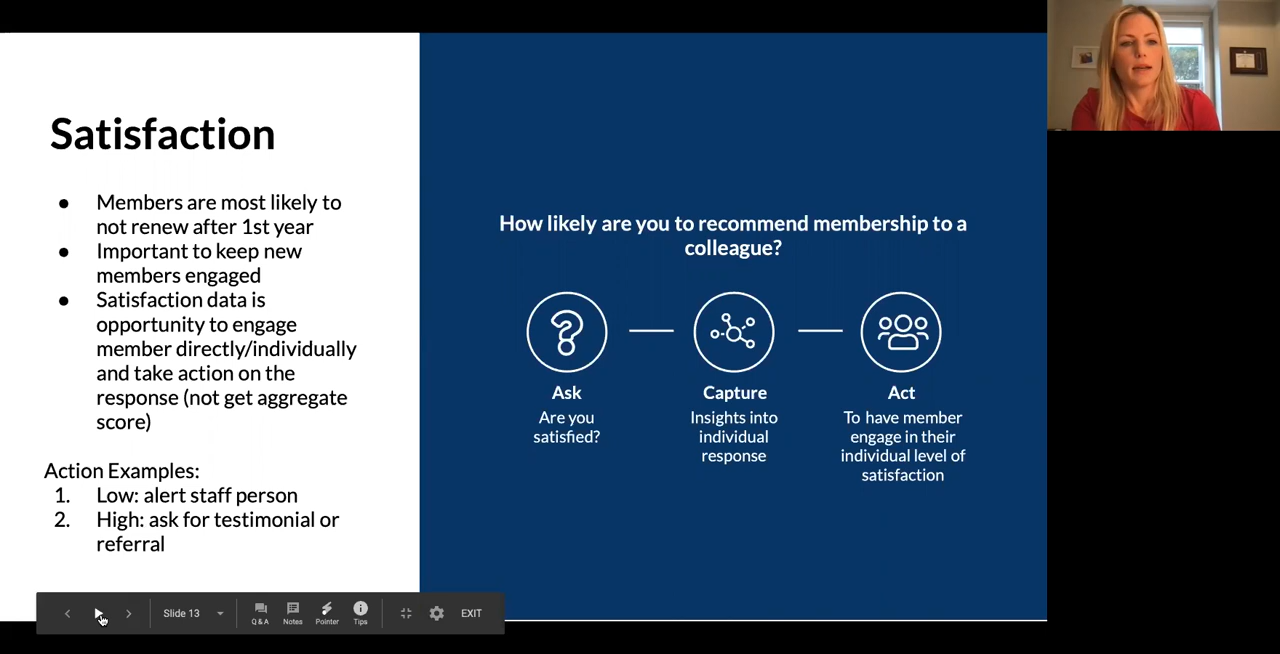 Satisfaction
● Members are most likely to
not renew after 1st year
● Important to keep new
members engaged
● Satisfaction data is
opportunity to engage
member directly/individually
and take action on the
response (not get aggregate
score)
Action Examples:
1. Low: alert staff person
2. High: ask for testimonial or
referral
How likely are you to recommend membership to a
colleague?
Ask
Are you
satisfied?
Capture
Insights into
individual
response
Act
To have member
engage in their
individual level of
satisfaction
Slide 13
Q & A
Notes
Pointer
Tips
EXIT